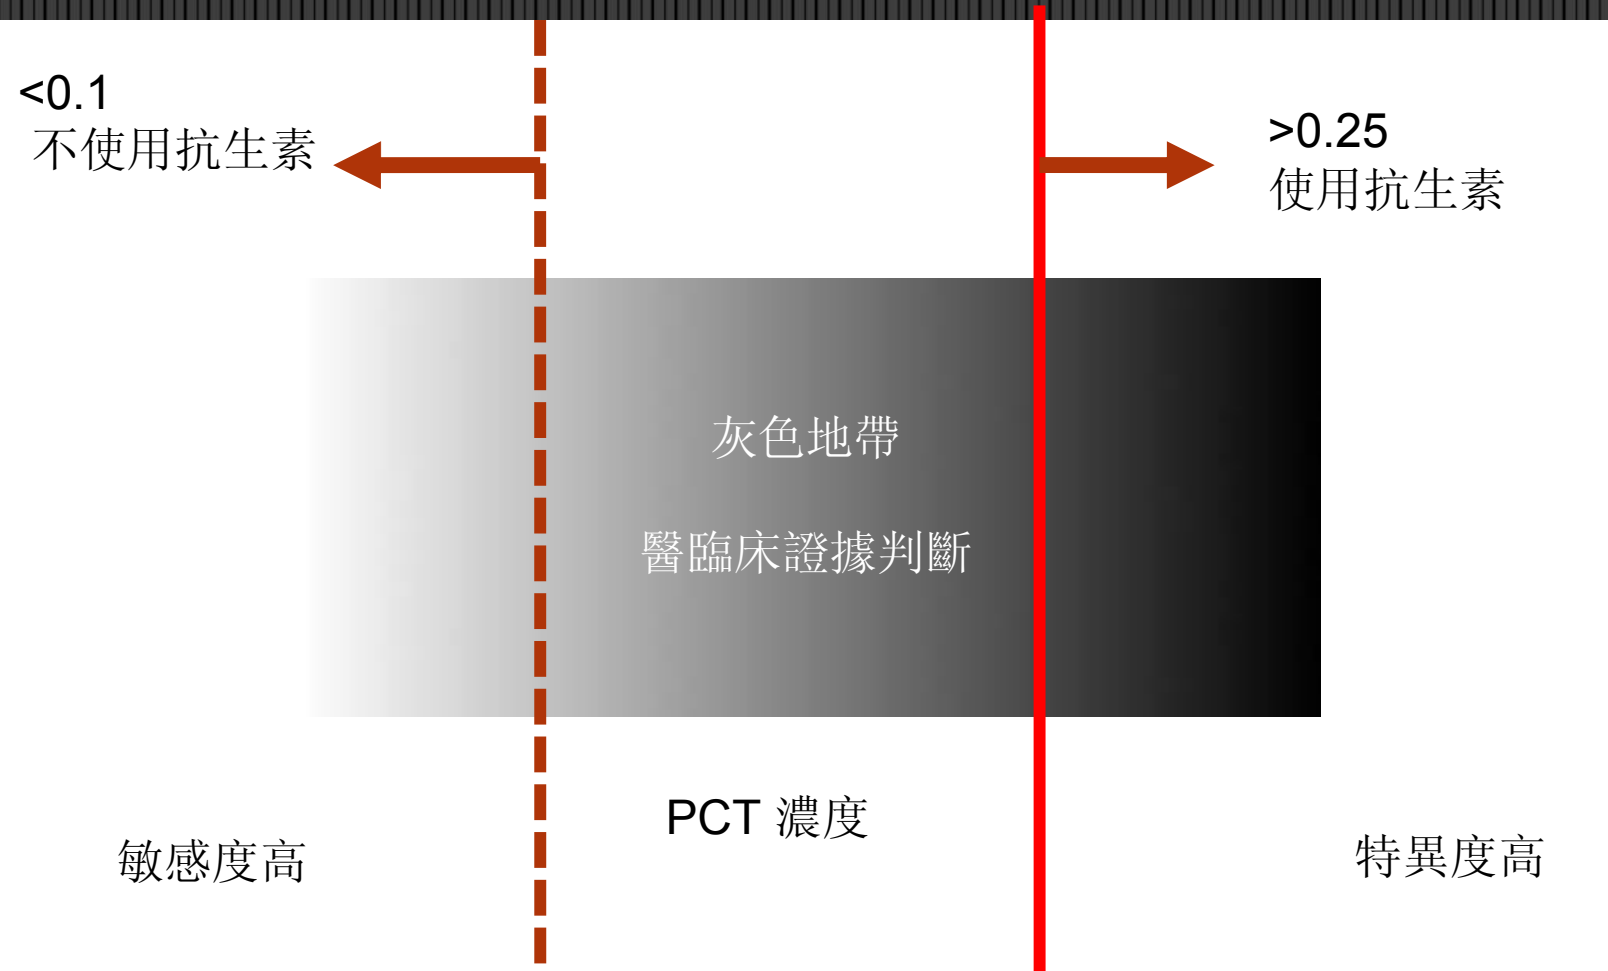 <0.1
不使用抗生素
>0.25
使用抗生素
灰色地帶
醫臨床證據判斷
PCT 濃度
敏感度高
特異度高